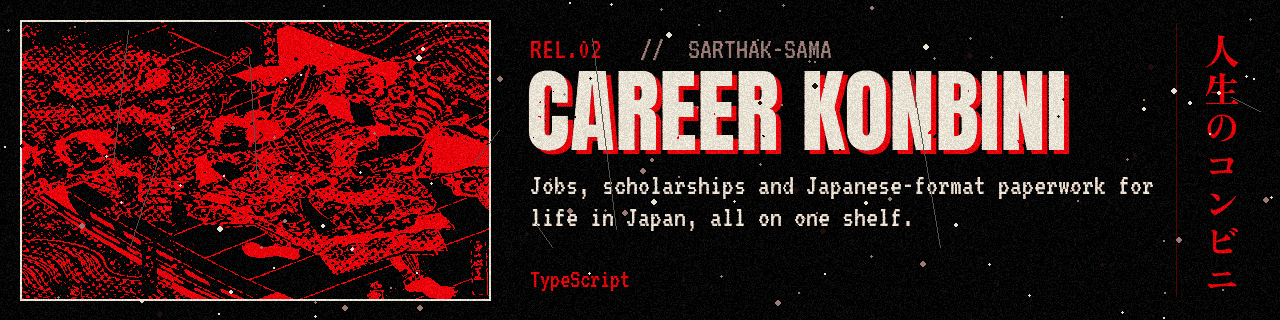 REL.02 // SARTHAK-SAMA
CAREER KONBINI
Jobs, scholarships and Japanese-format paperwork for
life in Japan, all on one shelf.
TypeScript
人生のコンビニ